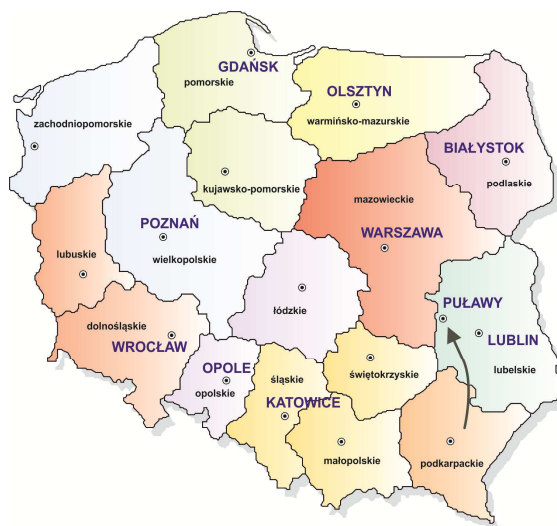 GDAŃSK
pomorskie
OLSZTYN
warmińsko-mazurskie
zachodniopomorskie
BIAŁYSTOK
podlaskie
kujawsko-pomorskie
mazowieckie
POZNAŃ
wielkopolskie
WARSZAWA
lubuskie
łódzkie
PUŁAWY
dolnośląskie
WROCŁAW
LUBLIN
lubelskie
OPOLE
opolskie
śląskie
KATOWICE
świętokrzyskie
małopolskie
podkarpackie